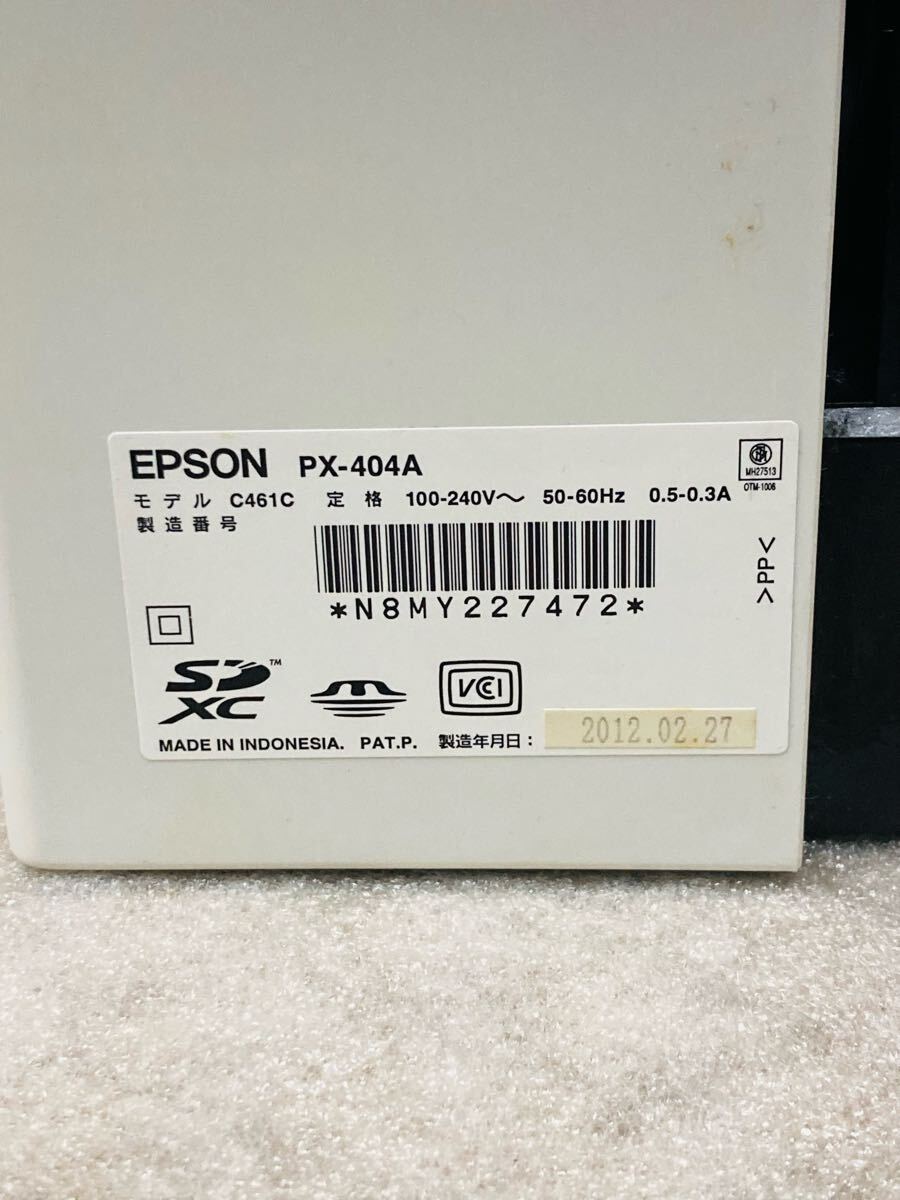 EPSON PX-404A
モデル C461C 定格 100-240V～ 50-60Hz 0.5-0.3A
製造番号
*N8MY227472*
MH27513
OTM-1006
>PP<
SD™
XC
VCCI
MADE IN INDONESIA. PAT.P. 製造年月日： 2012.02.27